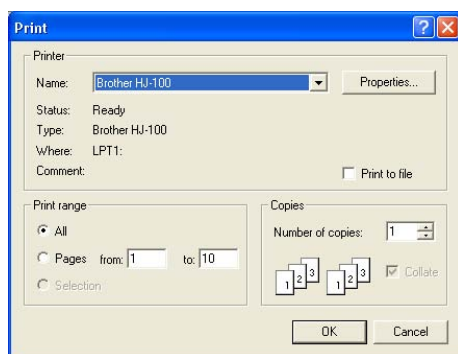 Print
Printer
Name: Brother HJ-100 Properties...
Status: Ready
Type: Brother HJ-100
Where: LPT1:
Comment: Print to file
Print range
All
Pages from: 1 to: 10
Selection
Copies
Number of copies: 1
1 2 3 1 2 3 Collate
OK Cancel